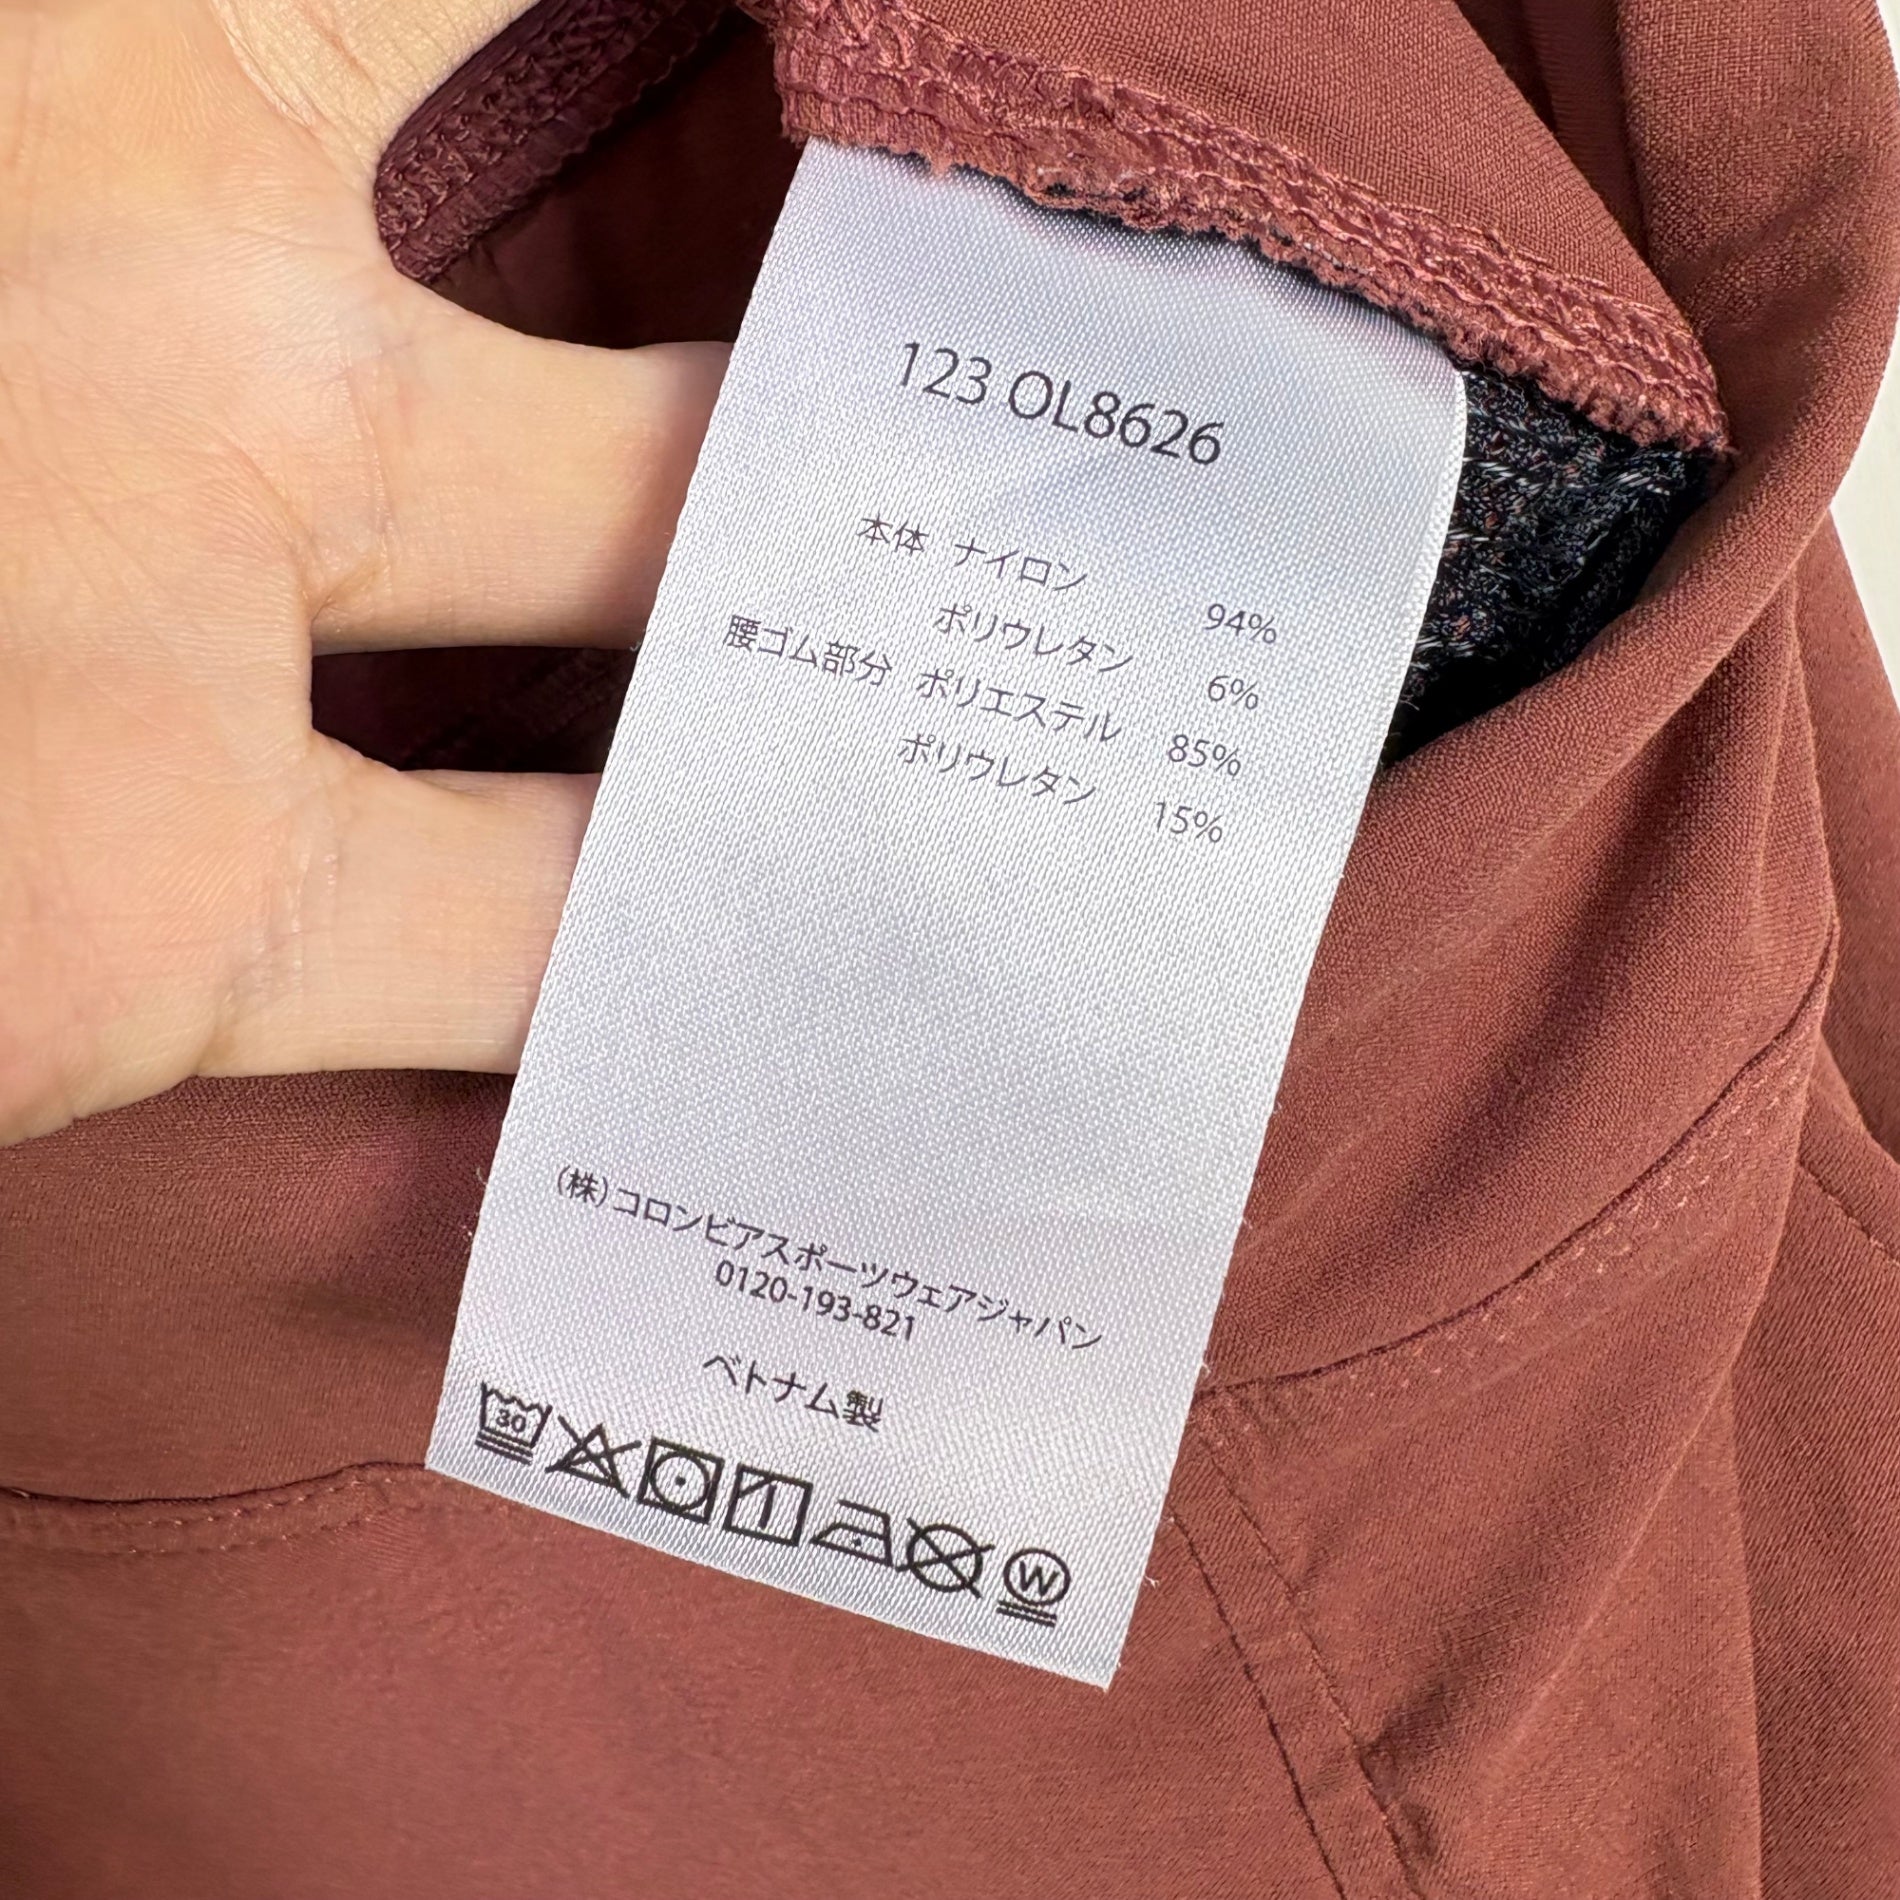 123 OL8626
本体 ナイロン 94%
ポリウレタン 6%
腰ゴム部分 ポリエステル 85%
ポリウレタン 15%
(株)コロンビアスポーツウェアジャパン
0120-193-821
ベトナム製
30
W